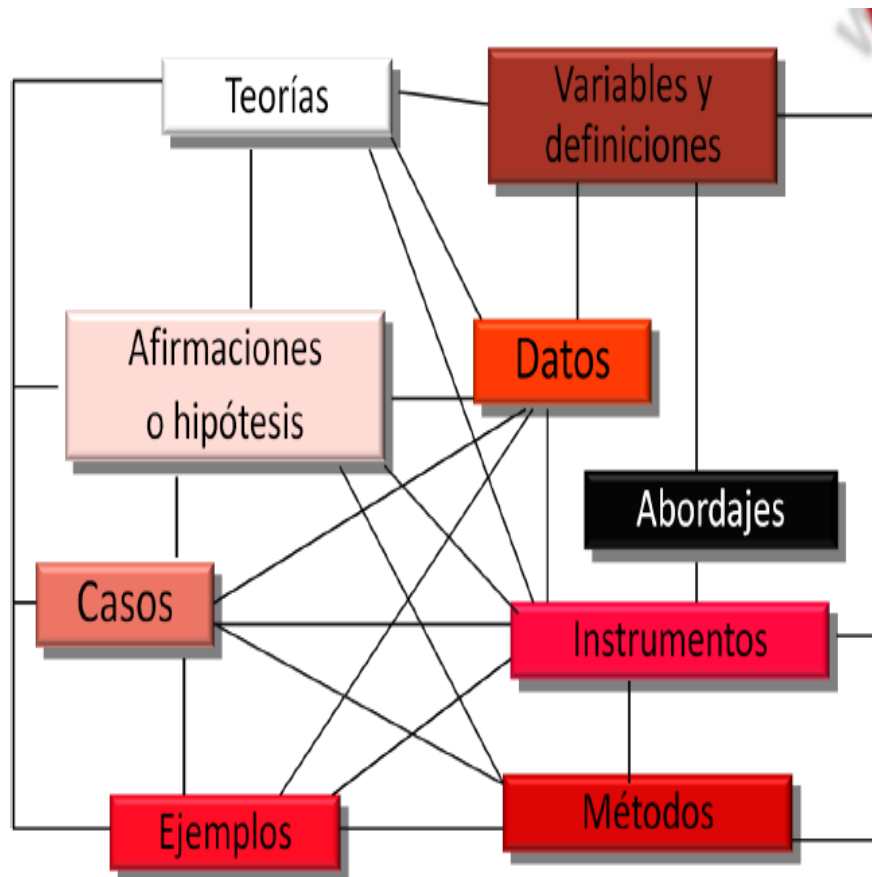 Teorías
Variables y
definiciones
Afirmaciones
o hipótesis
Datos
Abordajes
Casos
Instrumentos
Ejemplos
Métodos